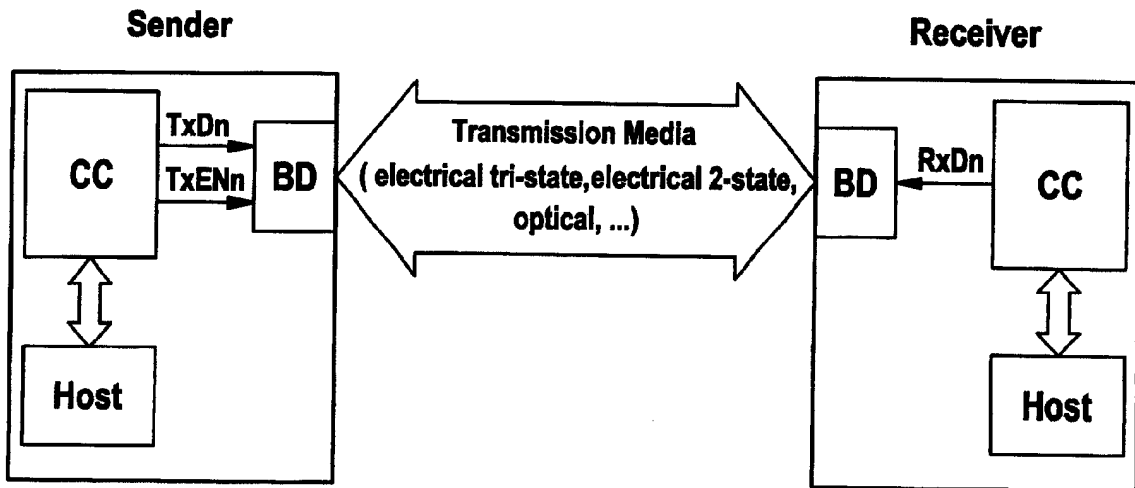 Sender
Receiver
TxDn
TxENn
CC
BD
Transmission Media
( electrical tri-state,electrical 2-state,
optical, ...)
BD
RxDn
CC
Host
Host